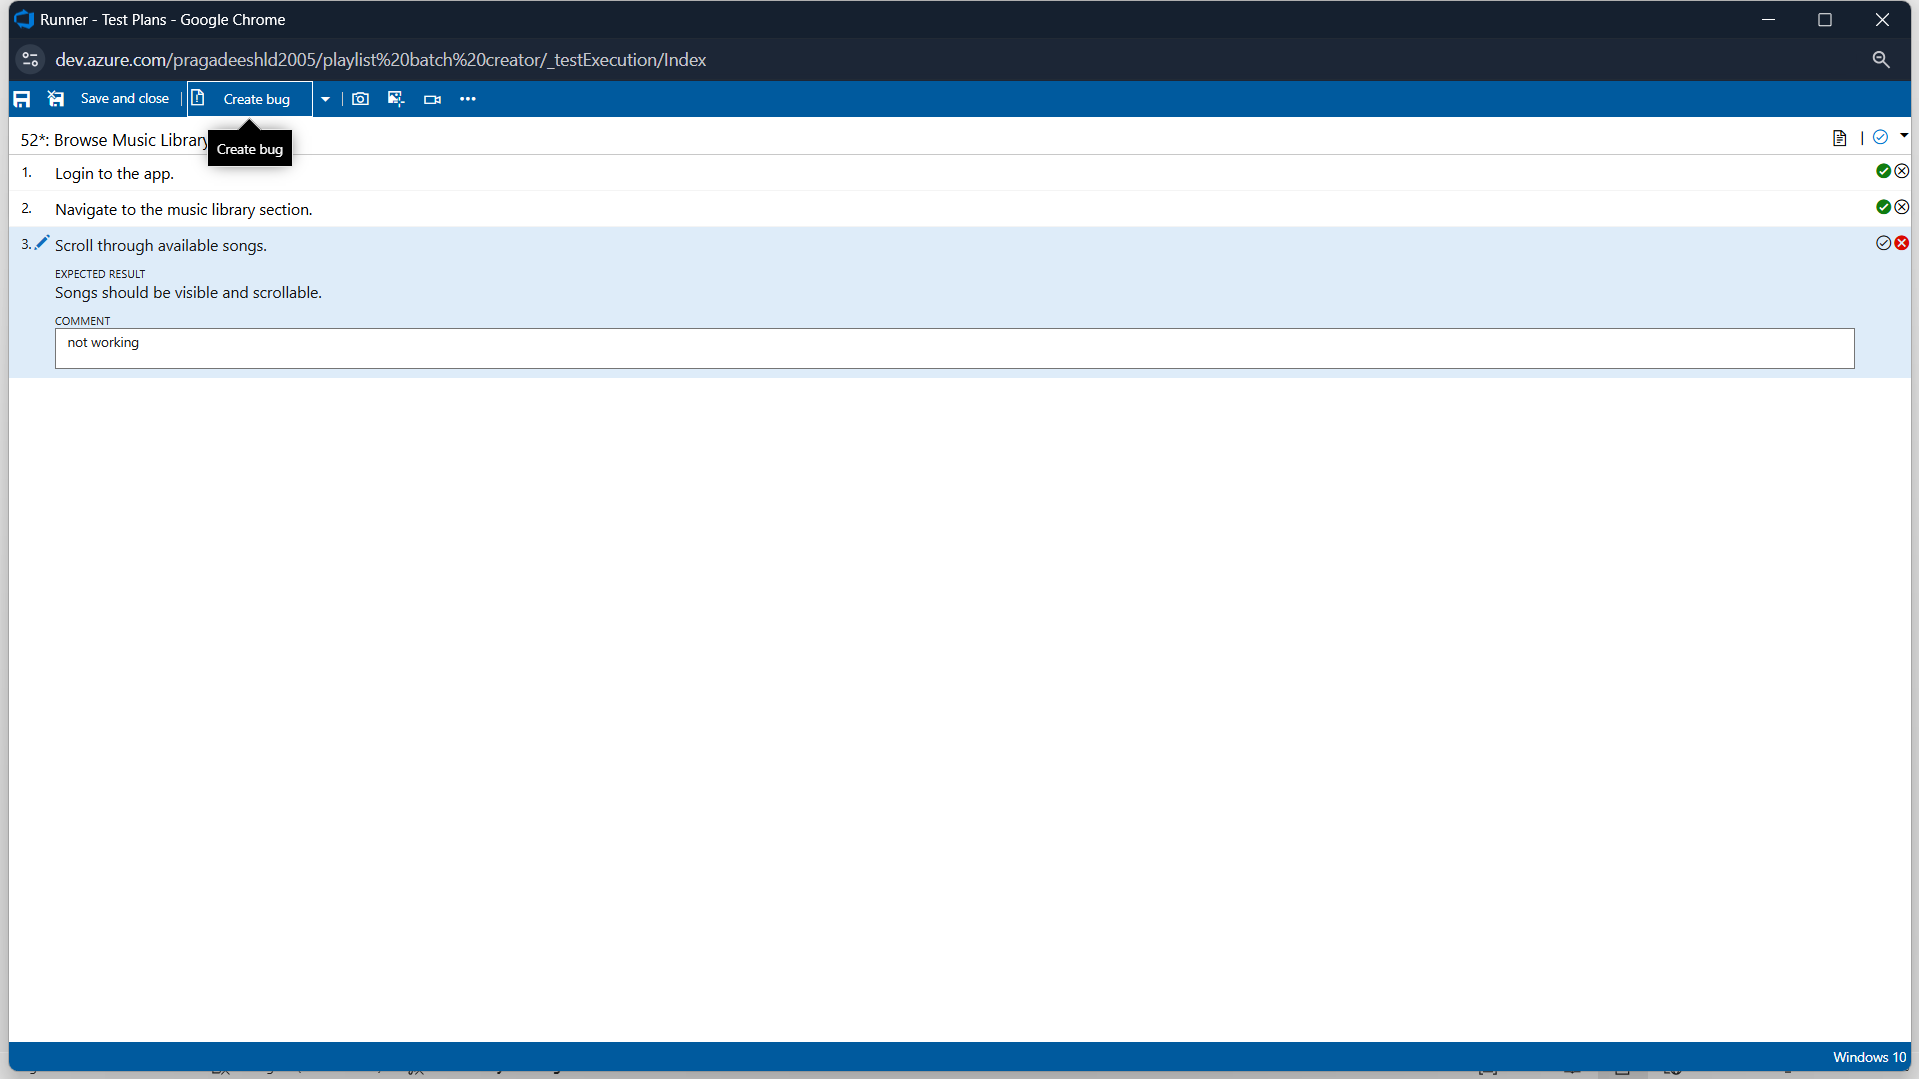 Runner - Test Plans - Google Chrome
dev.azure.com/pragadeeshld2005/playlist%20batch%20creator/_testExecution/Index
Save and close
Create bug
52*: Browse Music Library
Create bug
1. Login to the app.
2. Navigate to the music library section.
3. Scroll through available songs.
EXPECTED RESULT
Songs should be visible and scrollable.
COMMENT
not working
Windows 10